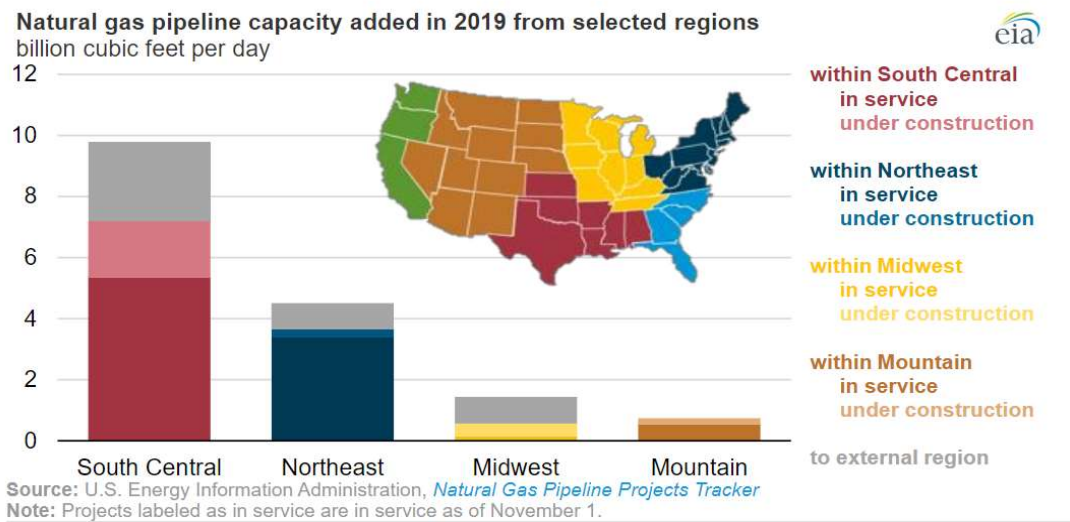 Natural gas pipeline capacity added in 2019 from selected regions
billion cubic feet per day
eia
12
10
8
6
4
2
0
South Central
Northeast
Midwest
Mountain
within South Central
in service
under construction
within Northeast
in service
under construction
within Midwest
in service
under construction
within Mountain
in service
under construction
to external region
Source: U.S. Energy Information Administration, Natural Gas Pipeline Projects Tracker
Note: Projects labeled as in service are in service as of November 1.